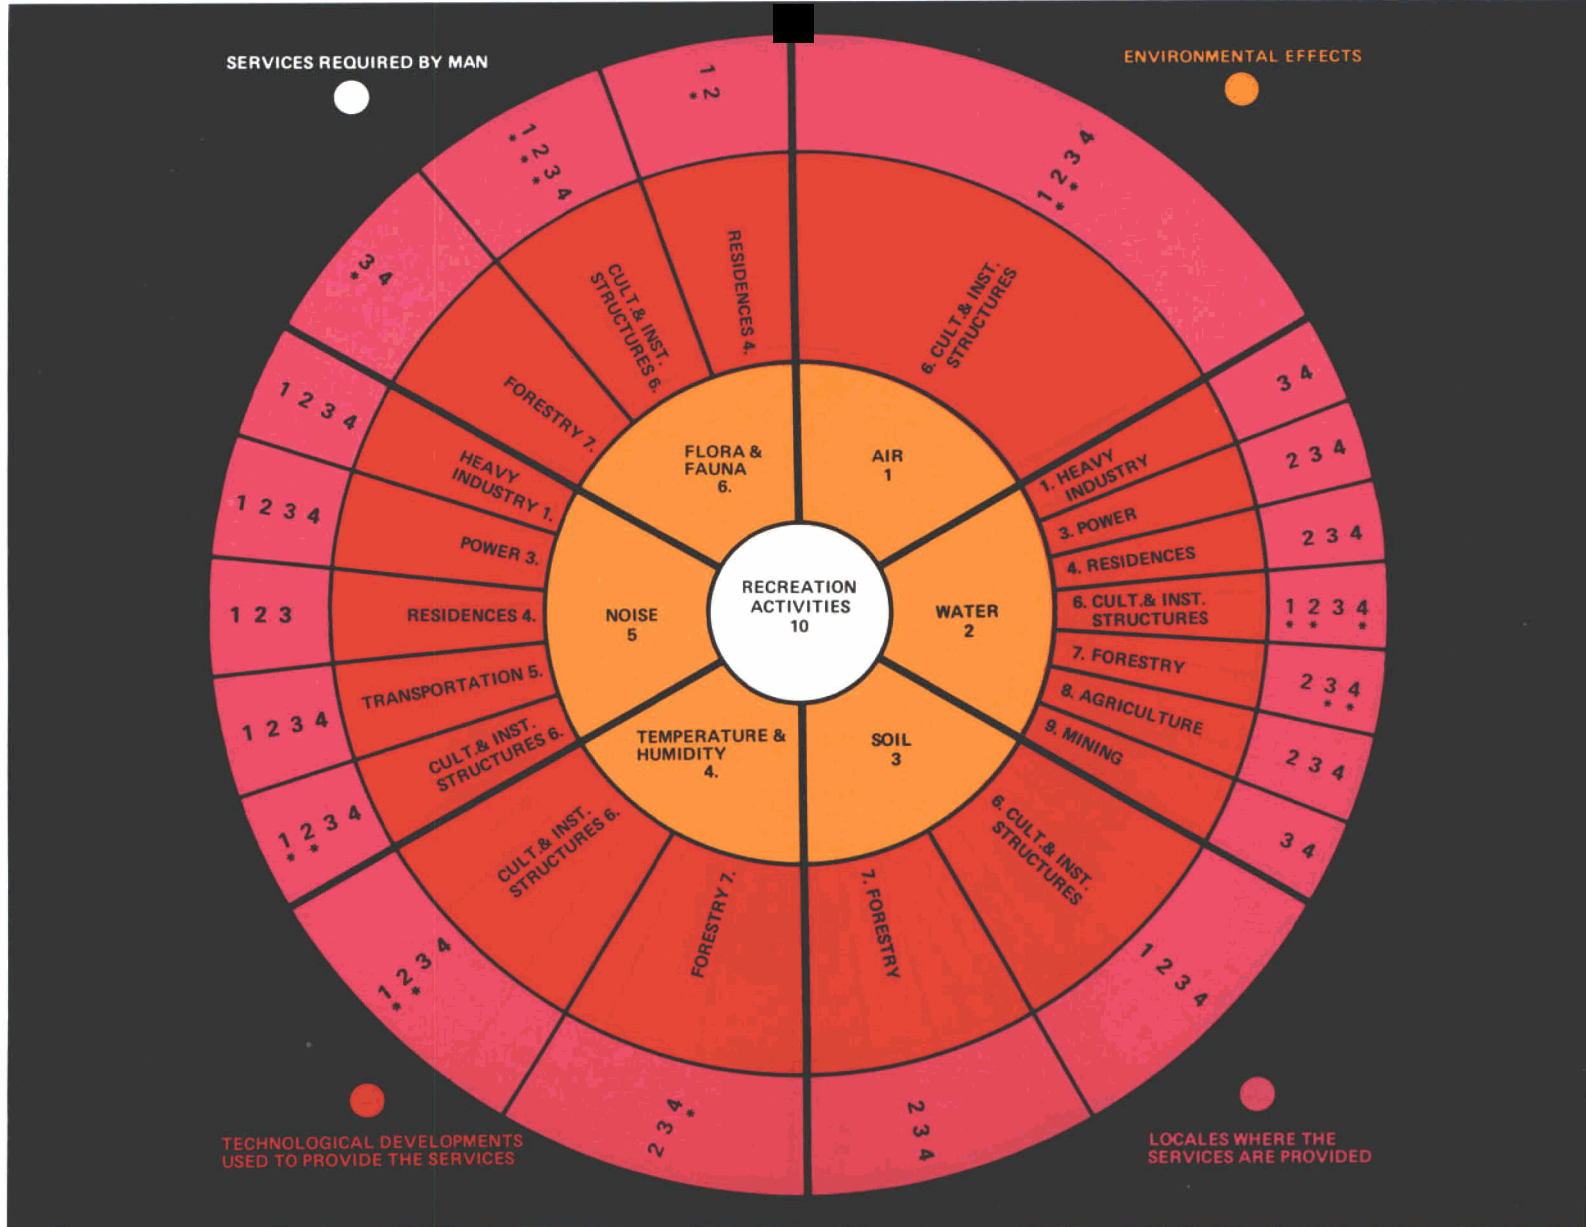 SERVICES REQUIRED BY MAN
ENVIRONMENTAL EFFECTS
RECREATION
ACTIVITIES
10
AIR
1
6. CULT.& INST.
STRUCTURES
1 2 3 4
* *
WATER
2
1. HEAVY
INDUSTRY
3 4
3. POWER
2 3 4
4. RESIDENCES
2 3 4
6. CULT.& INST.
STRUCTURES
1 2 3 4
* * *
7. FORESTRY
2 3 4
* *
8. AGRICULTURE
2 3 4
9. MINING
3 4
SOIL
3
6. CULT.& INST.
STRUCTURES
1 2 3 4
7. FORESTRY
2 3 4
TEMPERATURE &
HUMIDITY
4.
FORESTRY 7.
2 3 4
*
CULT.& INST.
STRUCTURES 6.
1 2 3 4
* *
NOISE
5
CULT.& INST.
STRUCTURES 6.
1 2 3 4
* *
TRANSPORTATION 5.
1 2 3 4
RESIDENCES 4.
1 2 3
POWER 3.
1 2 3 4
HEAVY
INDUSTRY 1.
1 2 3 4
FLORA &
FAUNA
6.
FORESTRY 7.
3 4
*
CULT.& INST.
STRUCTURES 6.
1 2 3 4
* * *
RESIDENCES 4.
1 2
*
TECHNOLOGICAL DEVELOPMENTS
USED TO PROVIDE THE SERVICES
LOCALES WHERE THE
SERVICES ARE PROVIDED